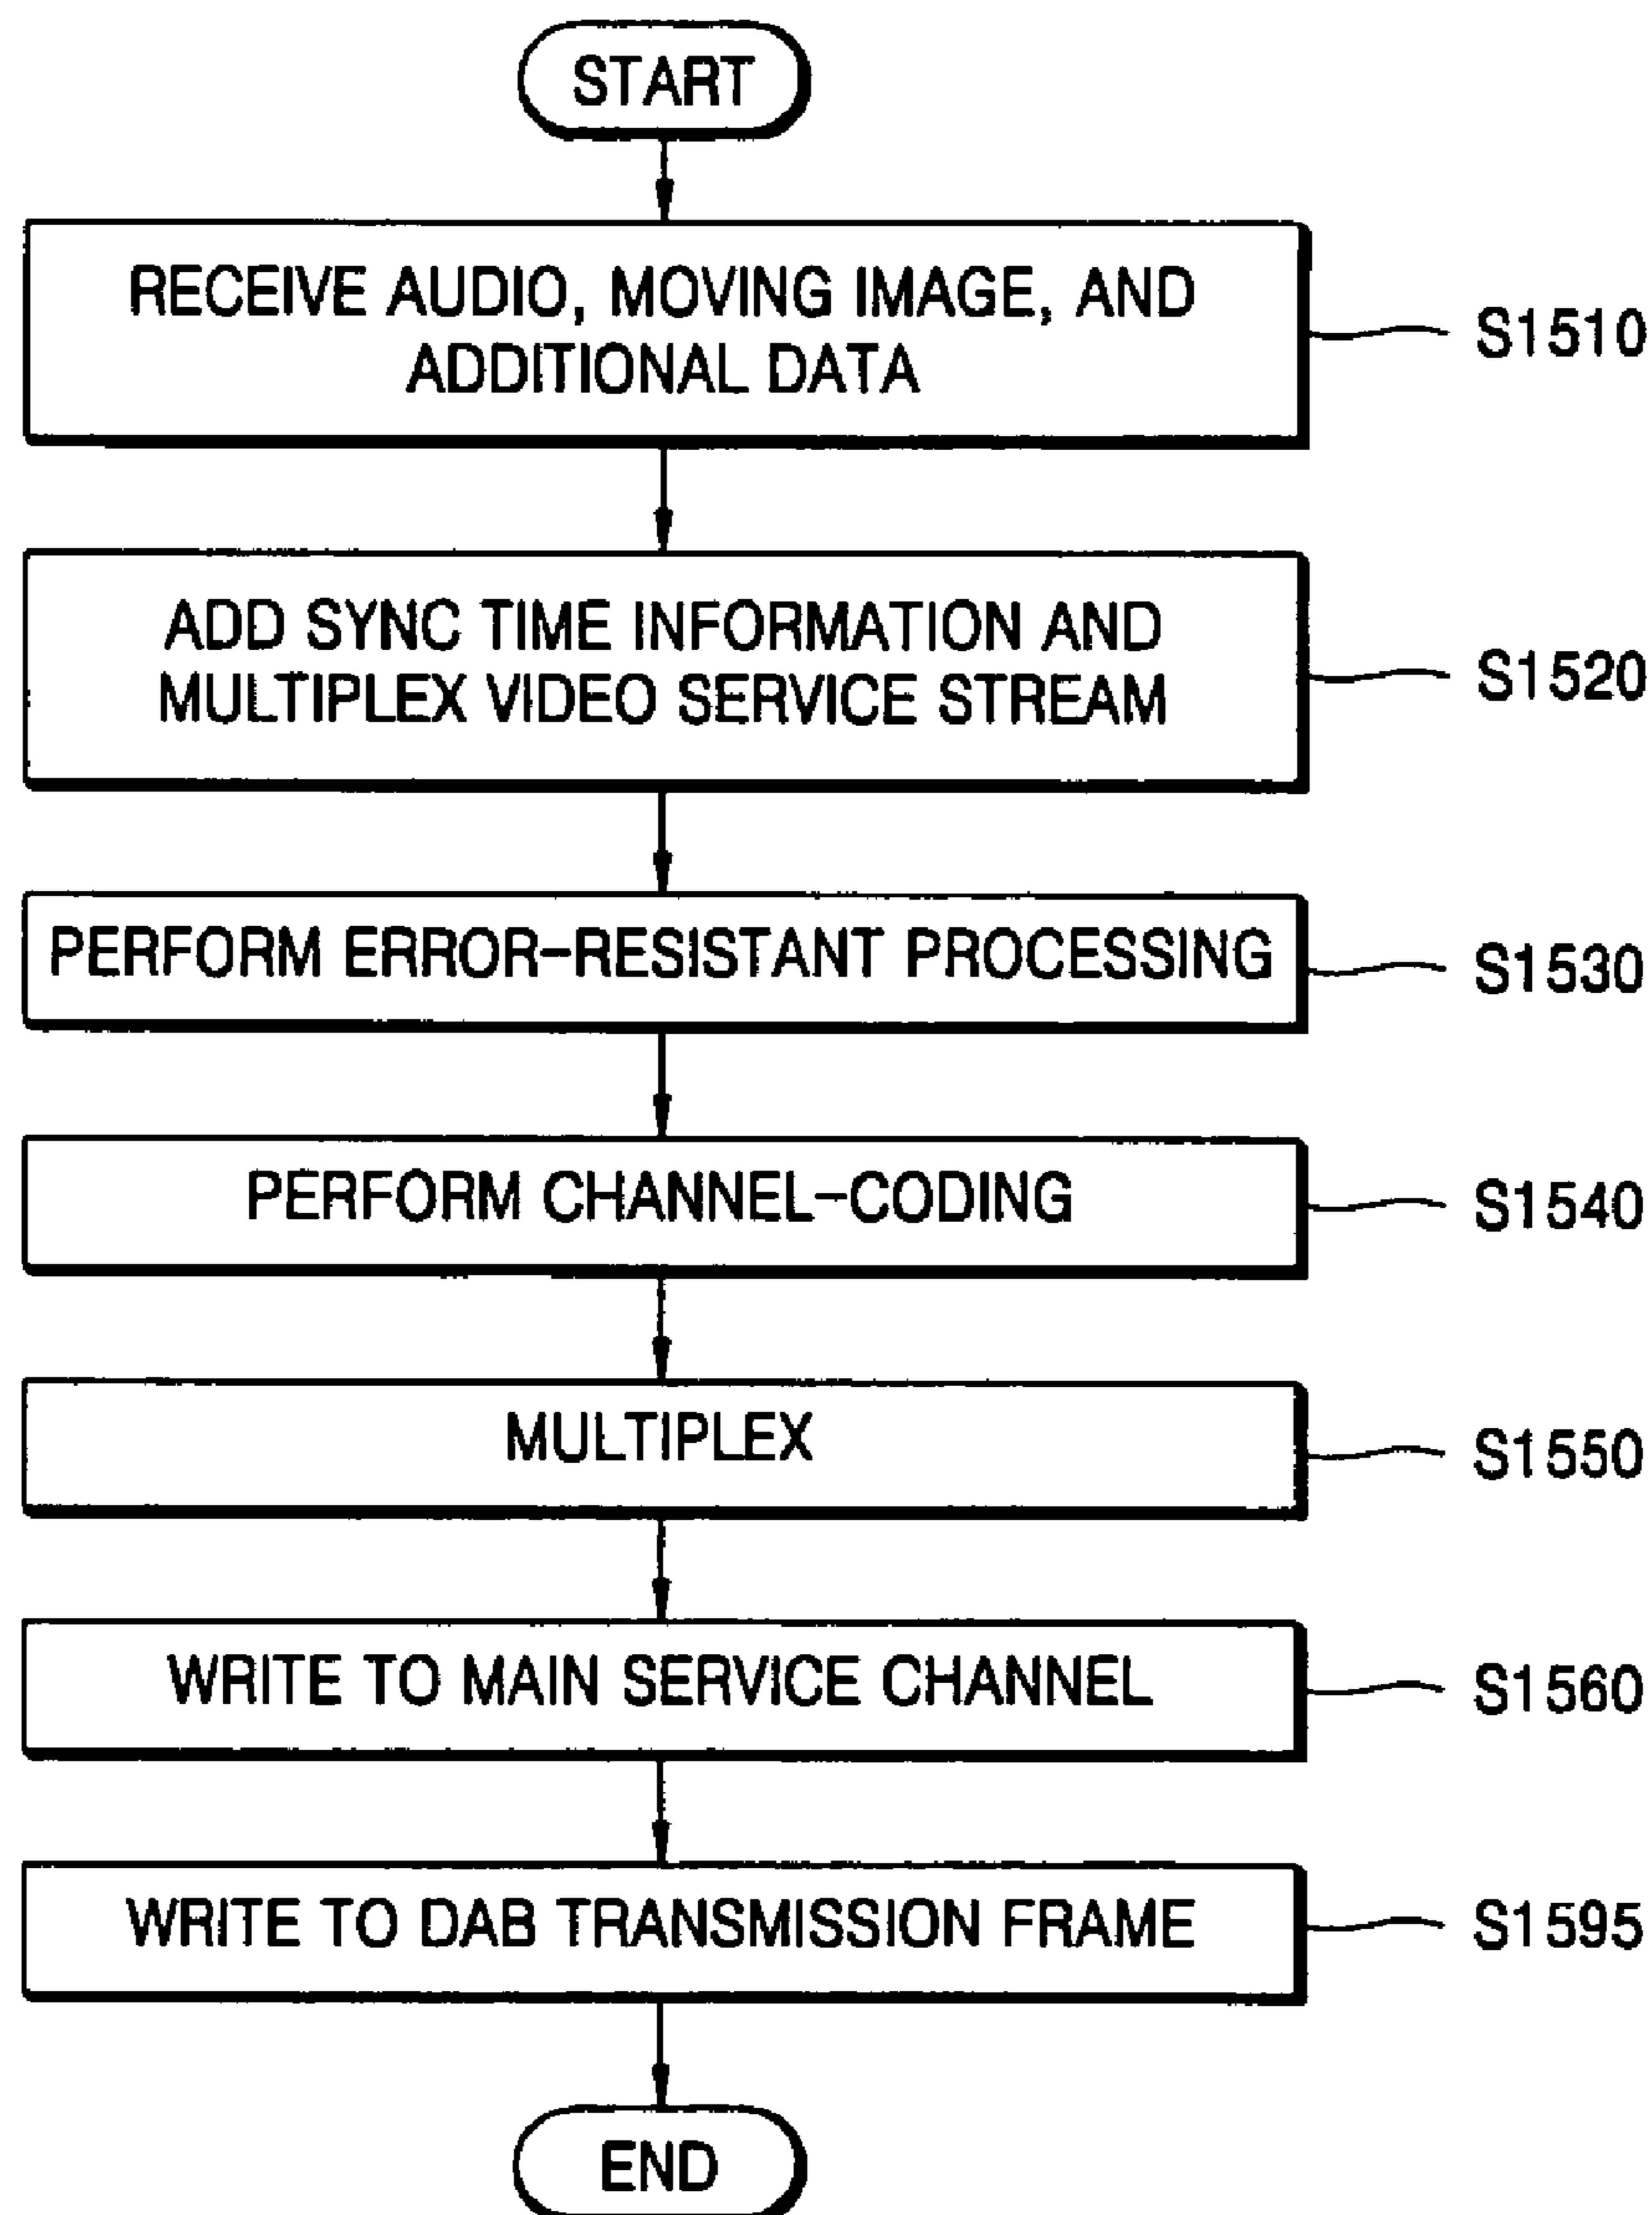 START
RECEIVE AUDIO, MOVING IMAGE, AND
ADDITIONAL DATA
S1510
ADD SYNC TIME INFORMATION AND
MULTIPLEX VIDEO SERVICE STREAM
S1520
PERFORM ERROR-RESISTANT PROCESSING
S1530
PERFORM CHANNEL-CODING
S1540
MULTIPLEX
S1550
WRITE TO MAIN SERVICE CHANNEL
S1560
WRITE TO DAB TRANSMISSION FRAME
S1595
END